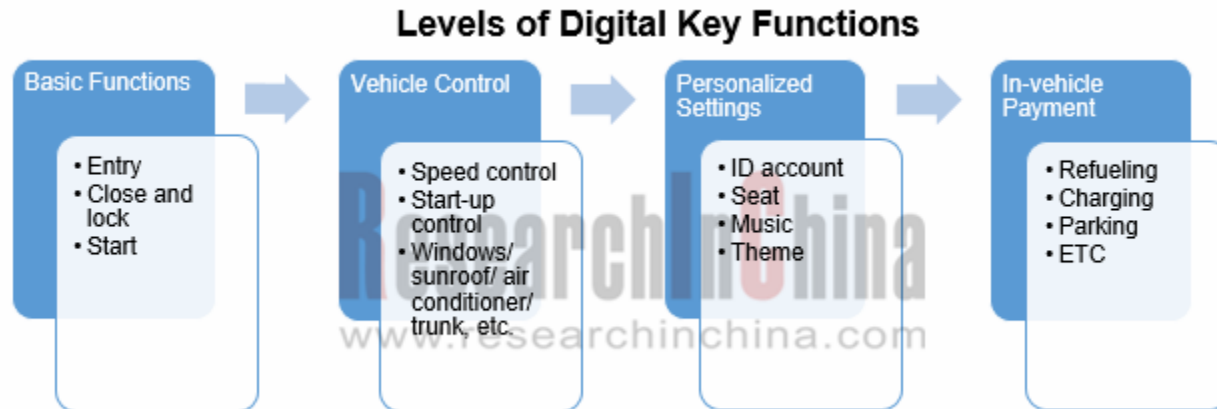 Levels of Digital Key Functions
Basic Functions
• Entry
• Close and
lock
• Start
Vehicle Control
• Speed control
• Start-up
control
• Windows/
sunroof/ air
conditioner/
trunk, etc.
Personalized
Settings
• ID account
• Seat
• Music
• Theme
In-vehicle
Payment
• Refueling
• Charging
• Parking
• ETC
ResearchInChina
www.researchinchina.com